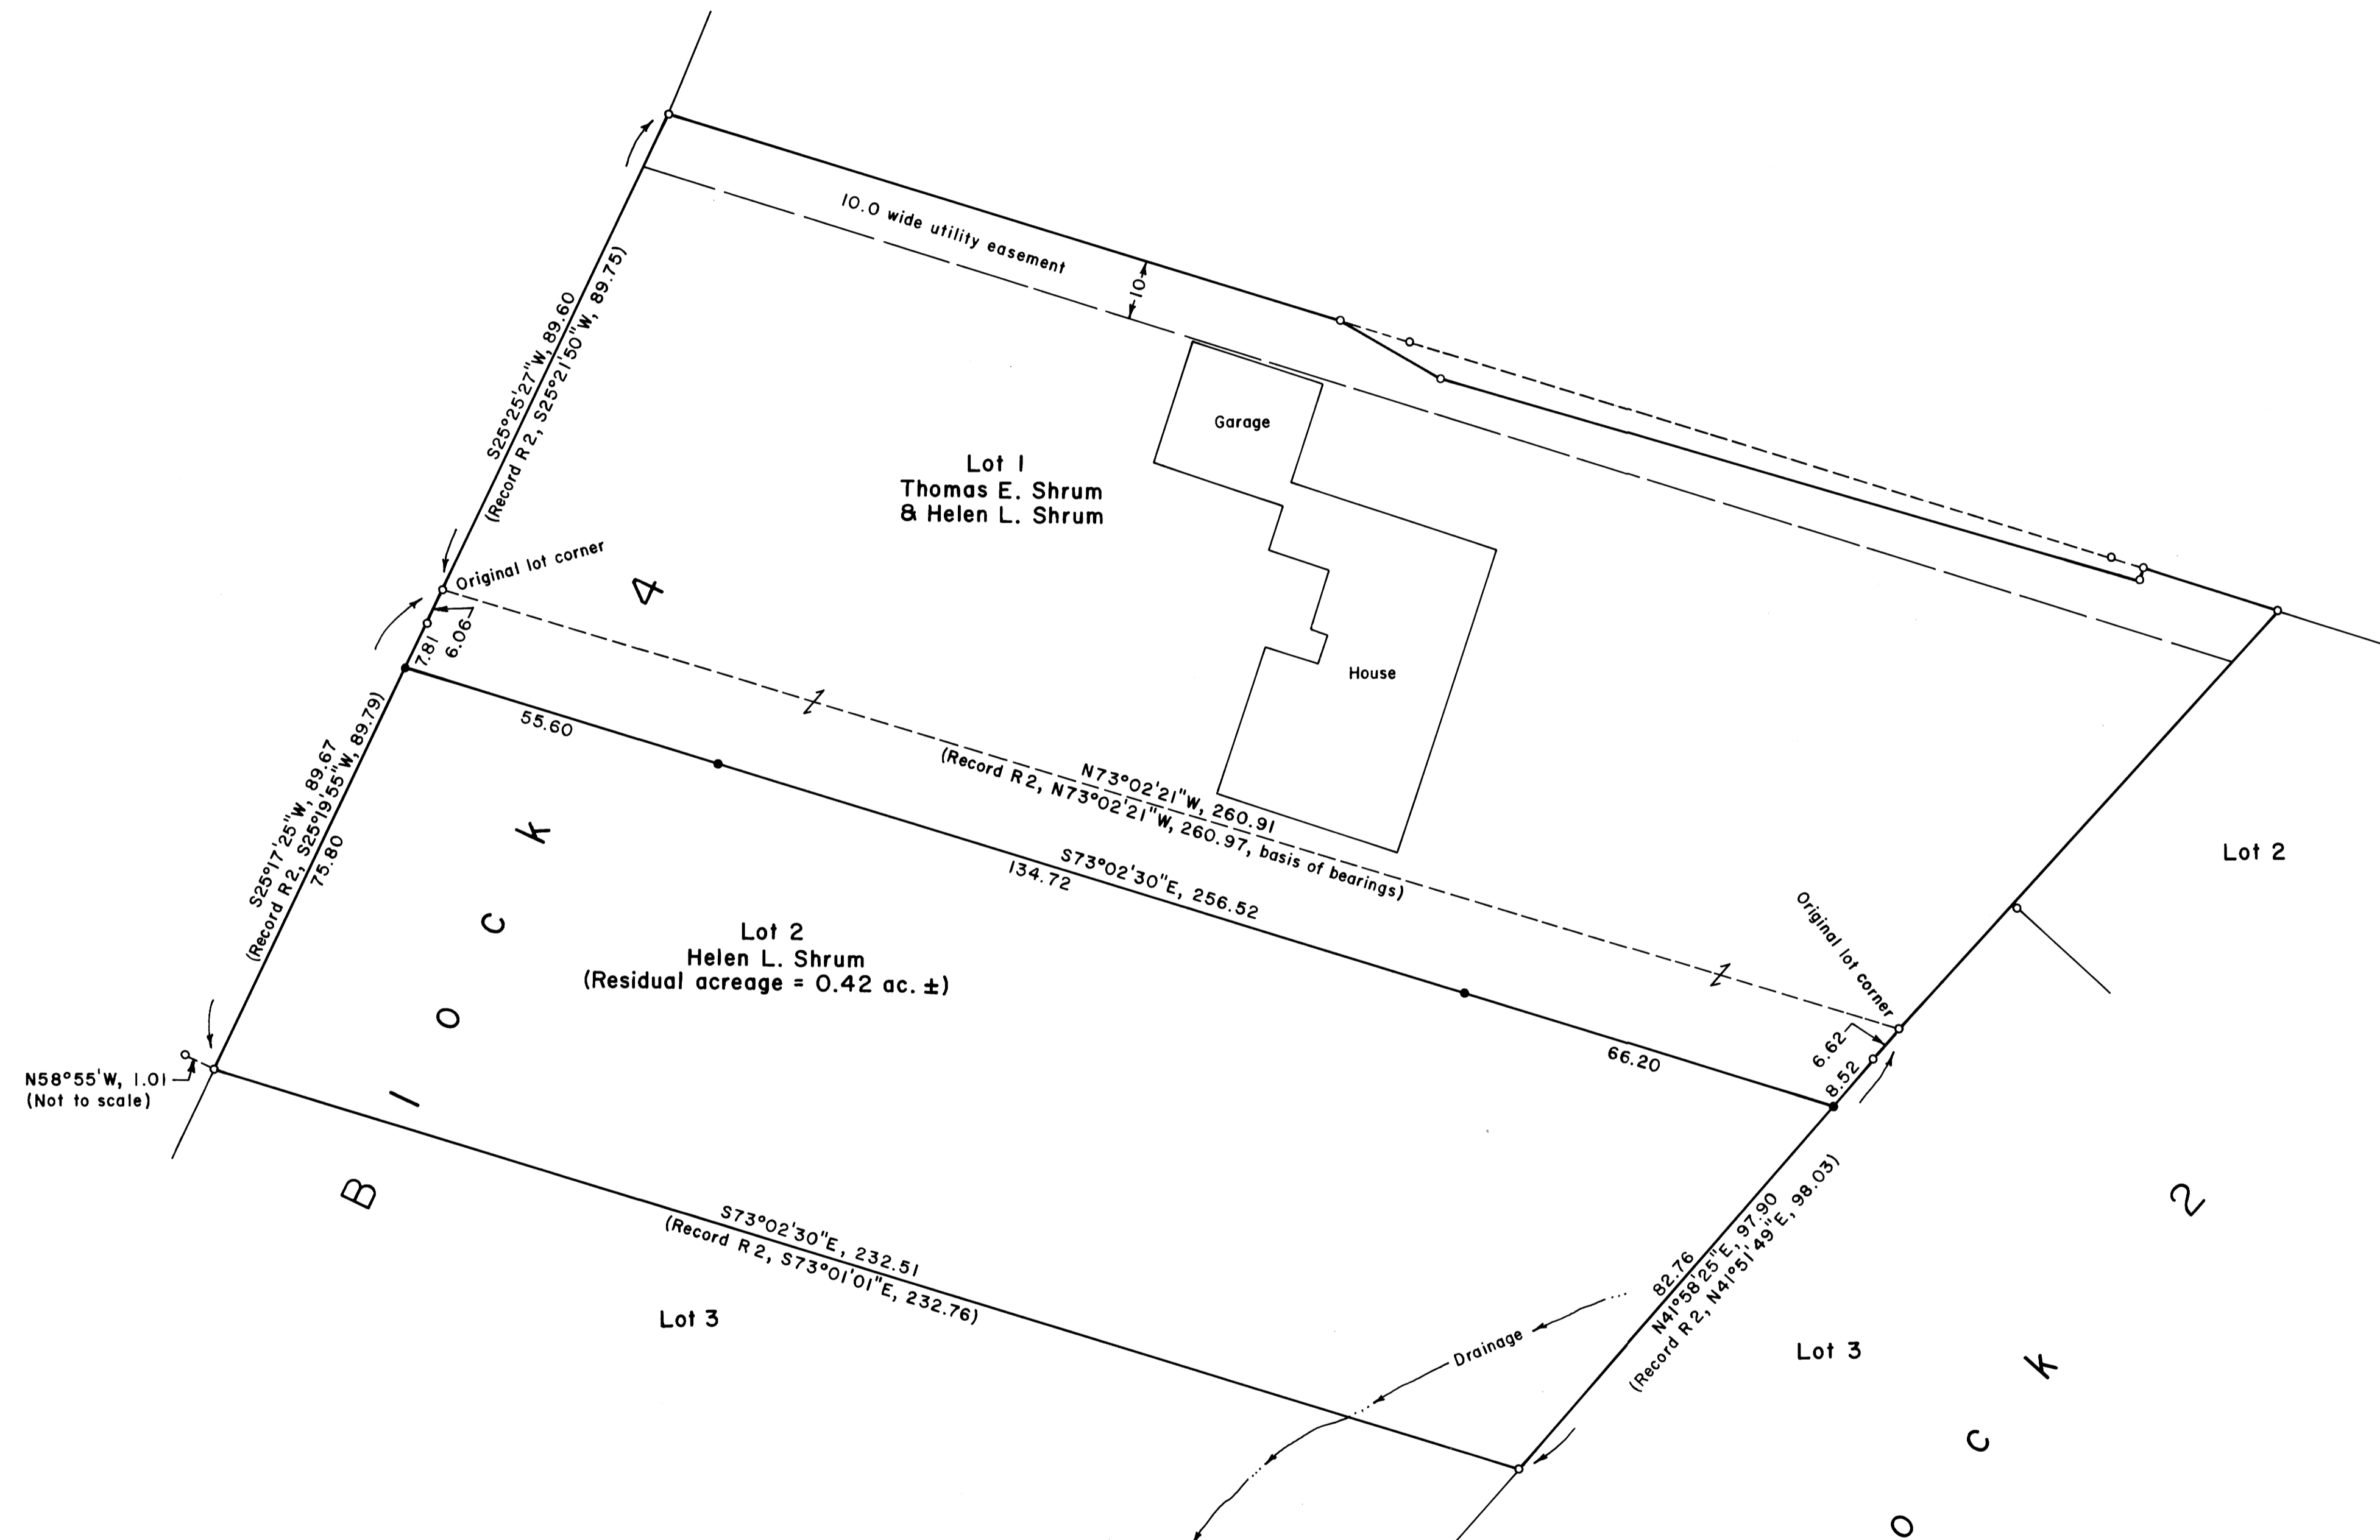 10.0 wide utility easement
10
S25°25'27"W, 89.60
(Record R2, S25°21'50"W, 89.75)
Garage
Lot 1
Thomas E. Shrum
& Helen L. Shrum
Original lot corner
4
7.81
6.06
House
55.60
N73°02'21"W, 260.91
(Record R2, N73°02'21"W, 260.97, basis of bearings)
S25°17'25"W, 89.67
(Record R2, S25°19'55"W, 89.79)
75.80
S73°02'30"E, 256.52
134.72
Lot 2
Lot 2
Helen L. Shrum
(Residual acreage = 0.42 ac. ±)
Original lot corner
6.62
8.52
66.20
N58°55'W, 1.01
(Not to scale)
Block
S73°02'30"E, 232.51
(Record R2, S73°01'01"E, 232.76)
Lot 3
82.76
N41°58'25"E, 97.90
(Record R2, N41°51'49"E, 98.03)
Drainage
Lot 3
2
k
c
o